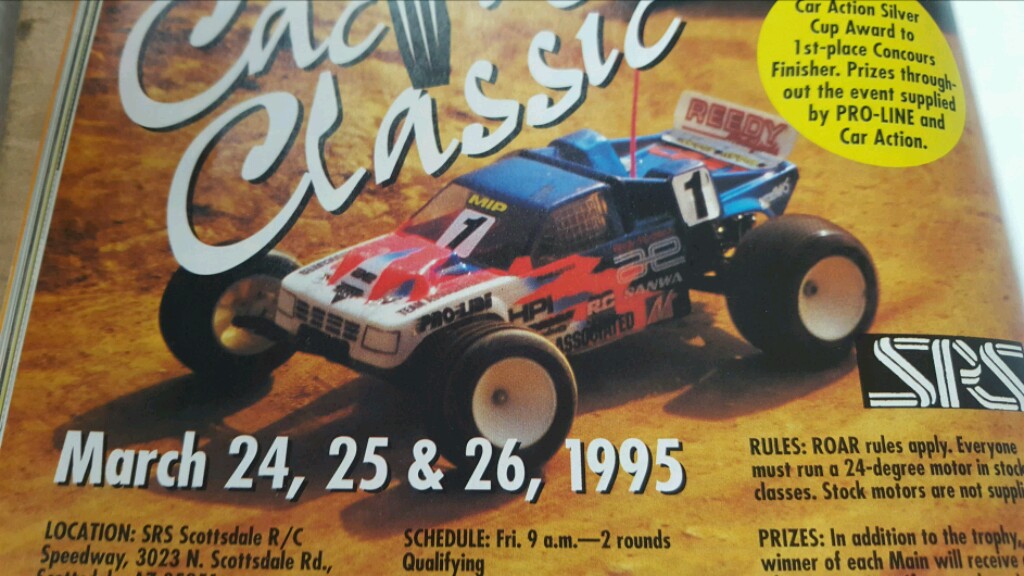 Cac
Classic
Car Action Silver
Cup Award to
1st-place Concours
Finisher. Prizes through-
out the event supplied
by PRO-LINE and
Car Action.
REEDY
1
MIP
1
ae
SANWA
PRO-LINE
HPI
RC
ASSOCIATED
SRS
March 24, 25 & 26, 1995
RULES: ROAR rules apply. Everyone
must run a 24-degree motor in stock
classes. Stock motors are not suppli
LOCATION: SRS Scottsdale R/C
Speedway, 3023 N. Scottsdale Rd.,
SCHEDULE: Fri. 9 a.m.—2 rounds
Qualifying
PRIZES: In addition to the trophy,
winner of each Main will receive